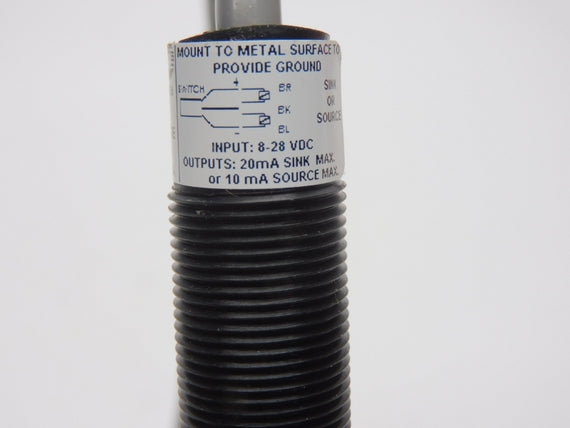 MOUNT TO METAL SURFACE TO
PROVIDE GROUND
SWITCH
+
BR
BK
BL
-
SINK
OR
SOURCE
INPUT: 8-28 VDC
OUTPUTS: 20mA SINK MAX.
or 10 mA SOURCE MAX.